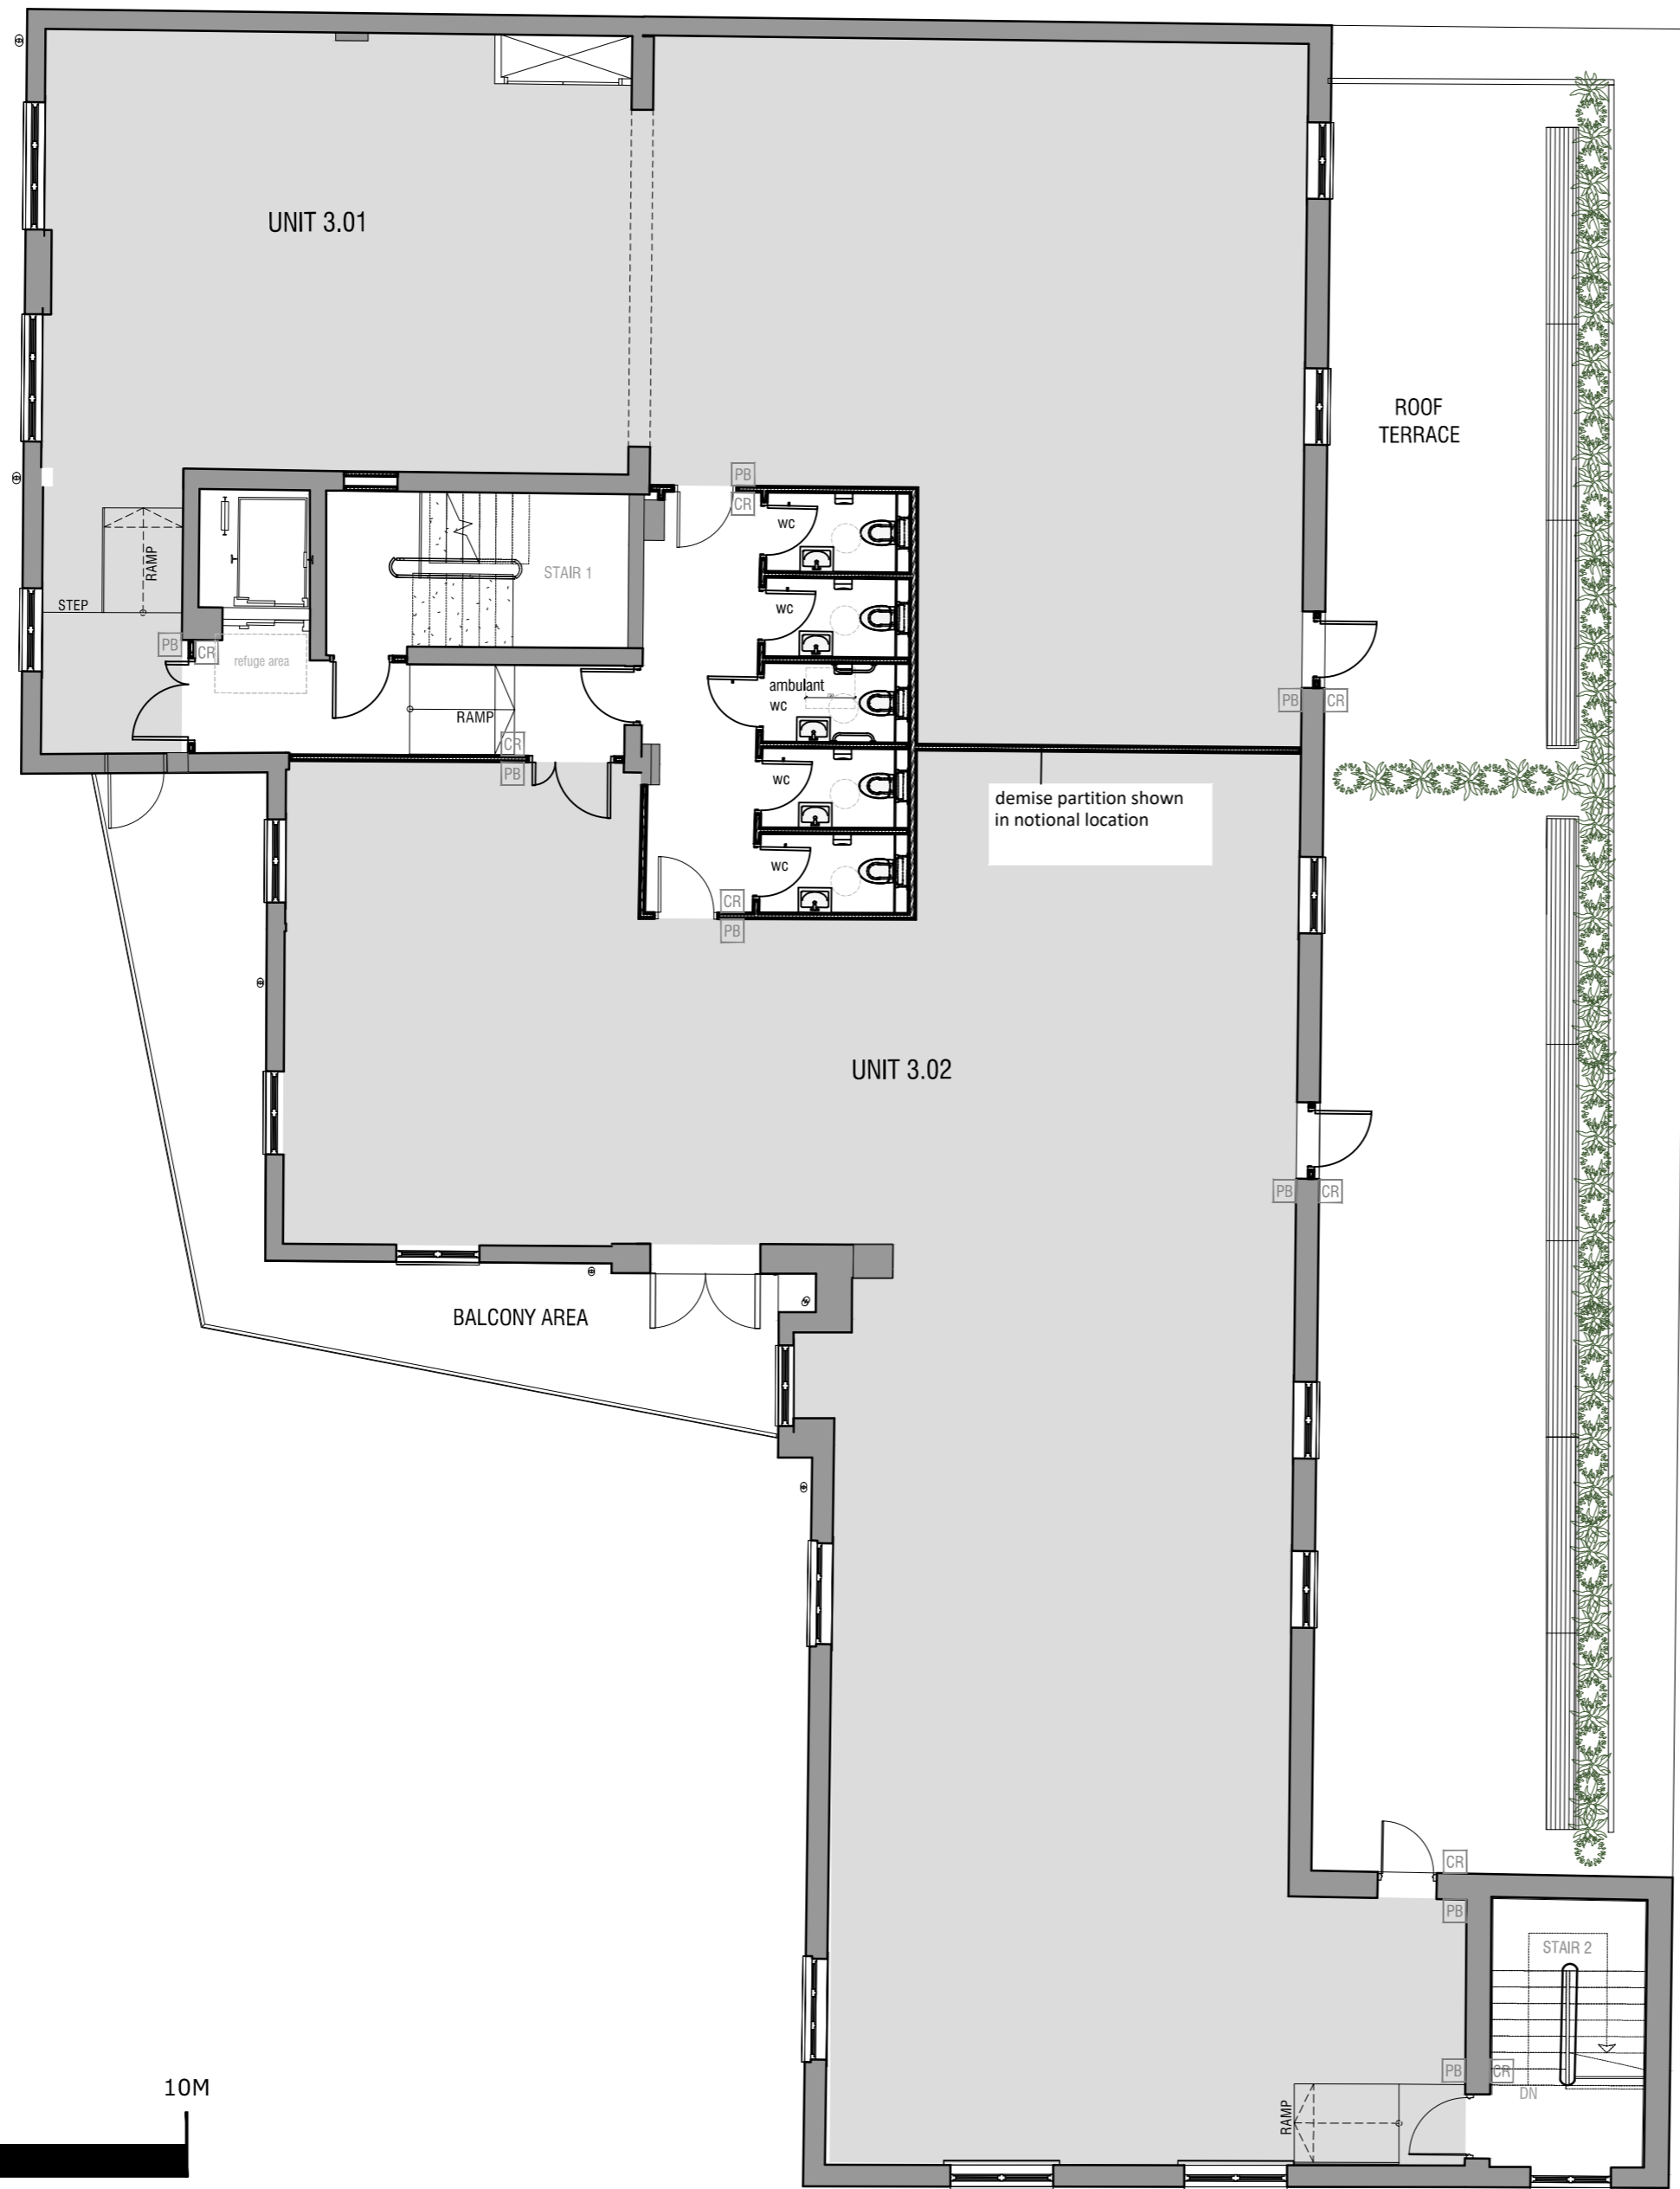 UNIT 3.01
ROOF
TERRACE
PB
CR
WC
RAMP
STAIR 1
WC
STEP
PB
CR
refuge area
ambulant
WC
RAMP
PB
CR
CR
PB
WC
demise partition shown
in notional location
WC
CR
PB
UNIT 3.02
PB
CR
BALCONY AREA
CR
PB
STAIR 2
PB
CR
DN
10M
RAMP